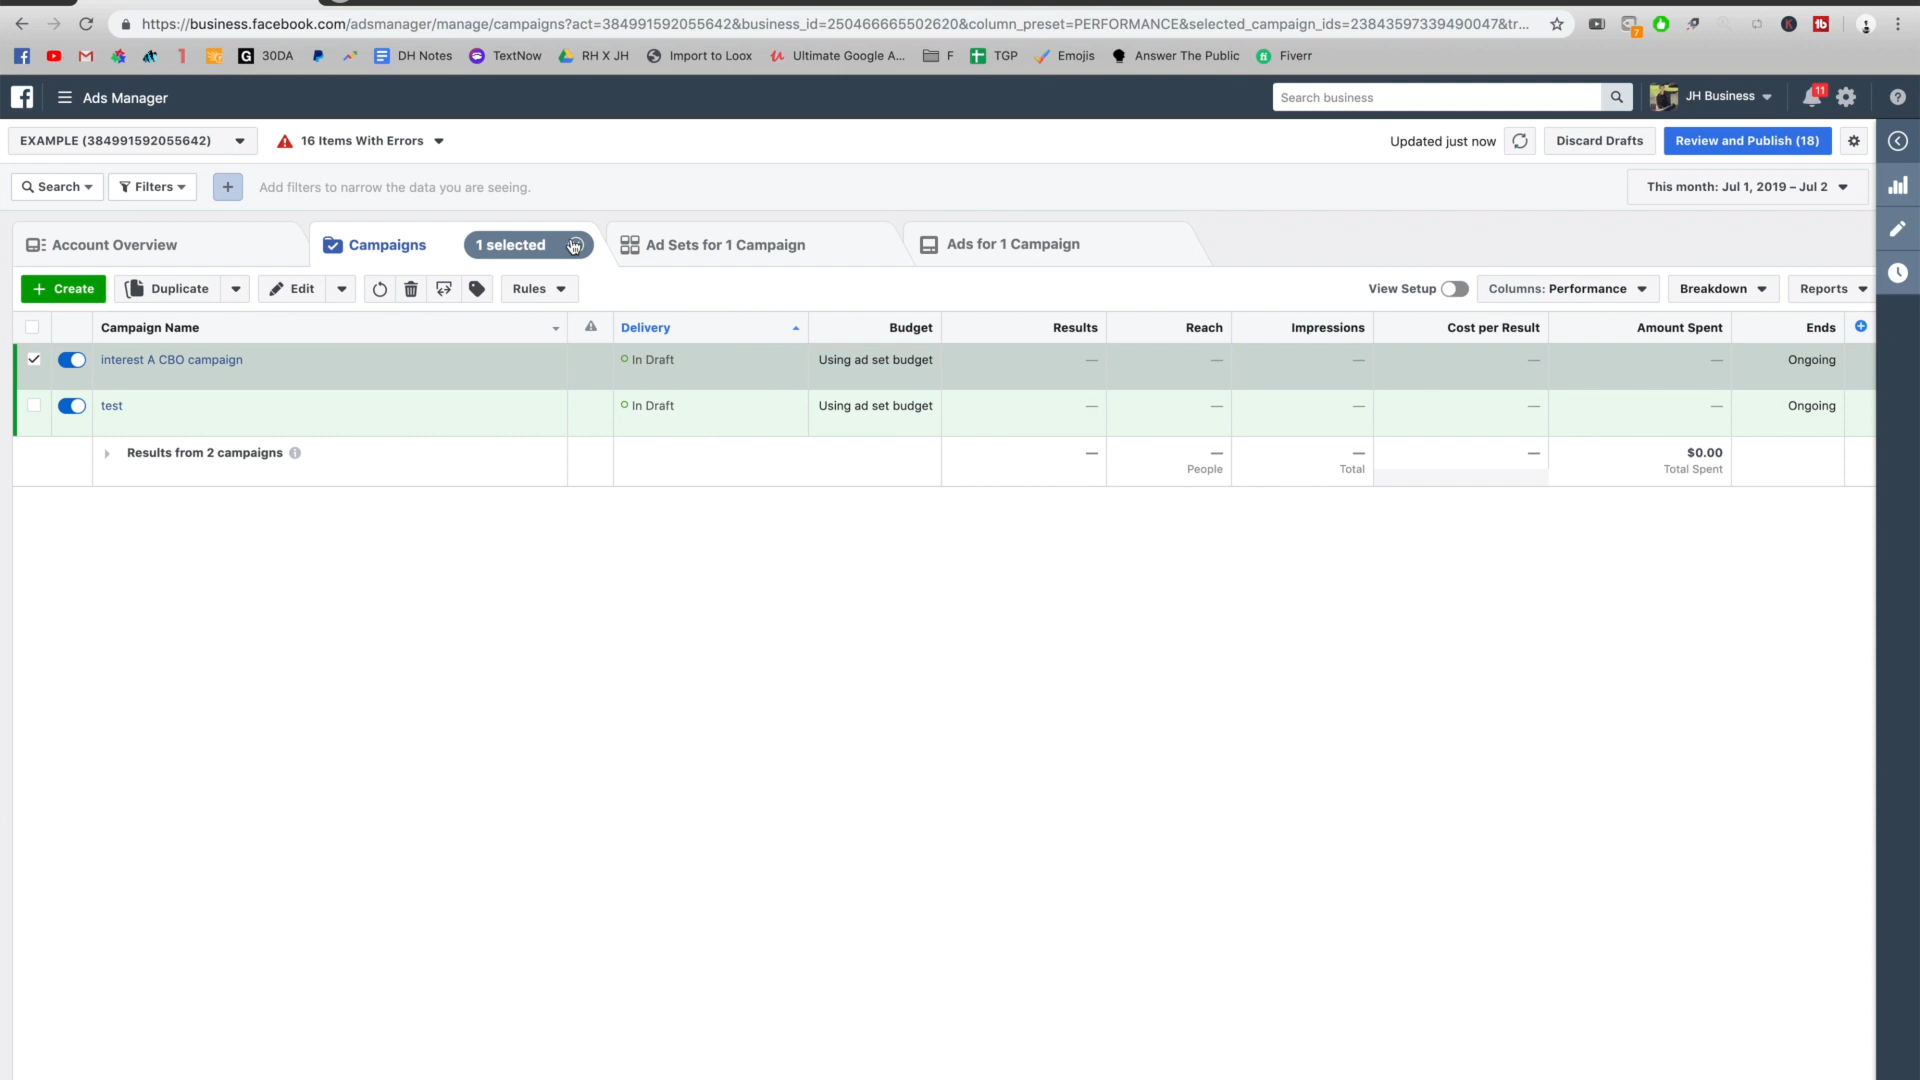 https://business.facebook.com/adsmanager/manage/campaigns?act=384991592055642&business_id=250466665502620&column_preset=PERFORMANCE&selected_campaign_ids=23843597339490047&tr...
7
K
tb
G 30DA
DH Notes
TextNow
RH X JH
Import to Loox
Ultimate Google A...
F
TGP
Emojis
Answer The Public
fi Fiverr
Ads Manager
Search business
JH Business
11
EXAMPLE (384991592055642)
16 Items With Errors
Updated just now
Discard Drafts
Review and Publish (18)
Search
Filters
+
Add filters to narrow the data you are seeing.
This month: Jul 1, 2019 – Jul 2
Account Overview
Campaigns
1 selected
Ad Sets for 1 Campaign
Ads for 1 Campaign
+ Create
Duplicate
Edit
Rules
View Setup
Columns: Performance
Breakdown
Reports
Campaign Name Delivery Budget Results Reach Impressions Cost per Result Amount Spent Ends
interest A CBO campaign In Draft Using ad set budget — — — — — Ongoing
test In Draft Using ad set budget — — — — — Ongoing
Results from 2 campaigns — — — — $0.00
People Total Total Spent